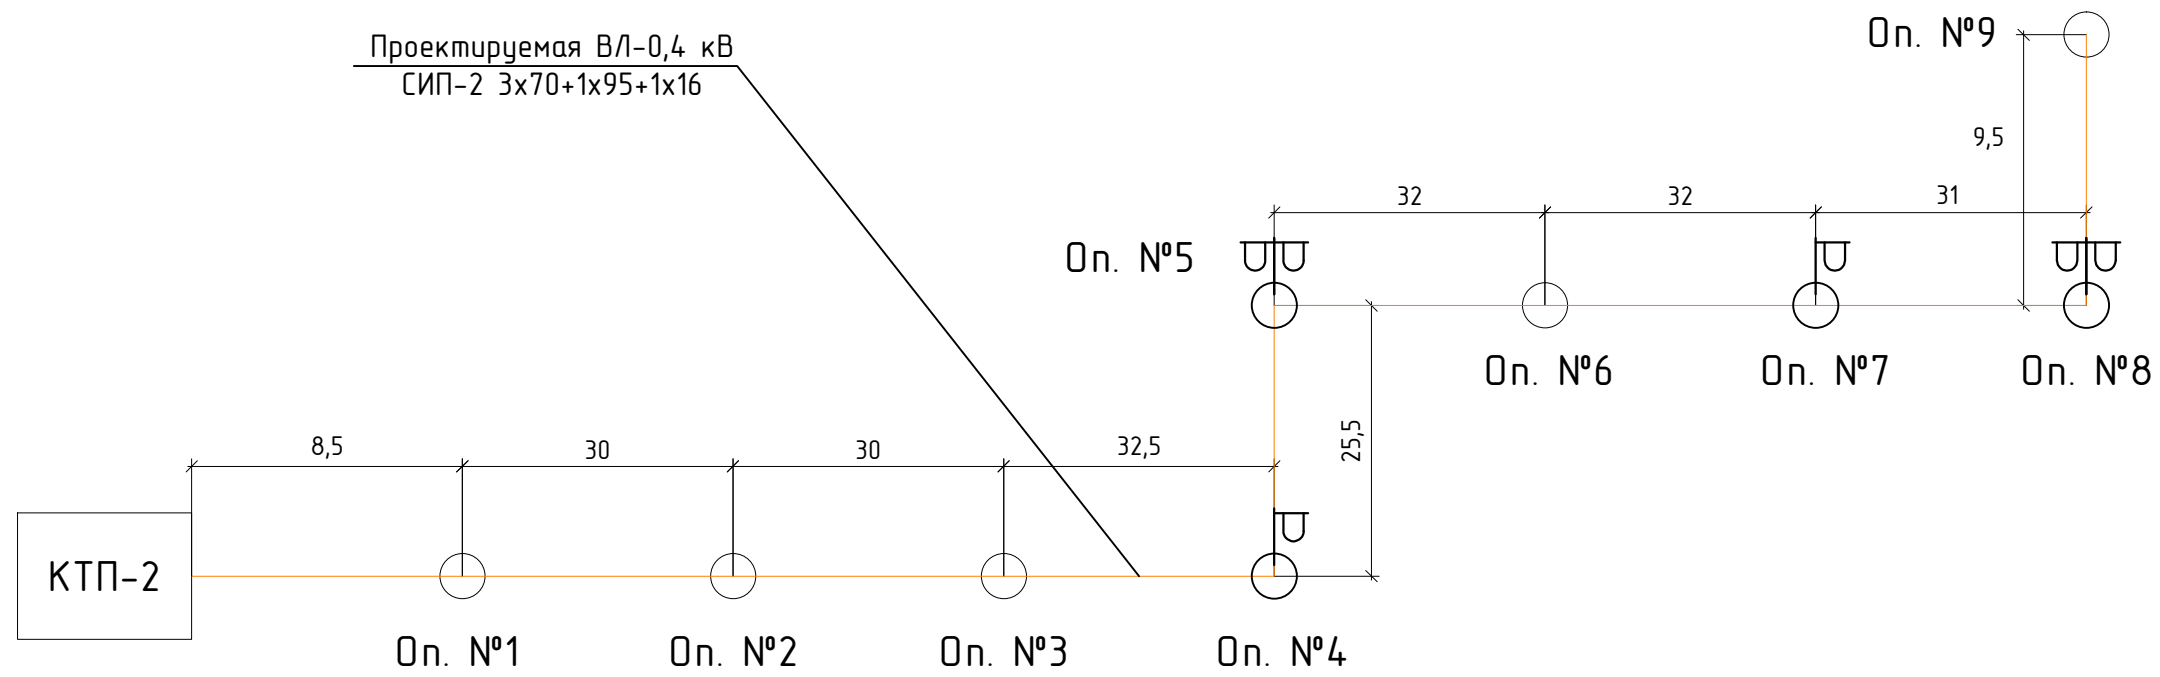 Проектируемая ВЛ-0,4 кВ
СИП-2 3х70+1х95+1х16
Оп. №9
9,5
32
32
31
Оп. №5
Оп. №6
Оп. №7
Оп. №8
8,5
30
30
32,5
25,5
КТП-2
Оп. №1
Оп. №2
Оп. №3
Оп. №4